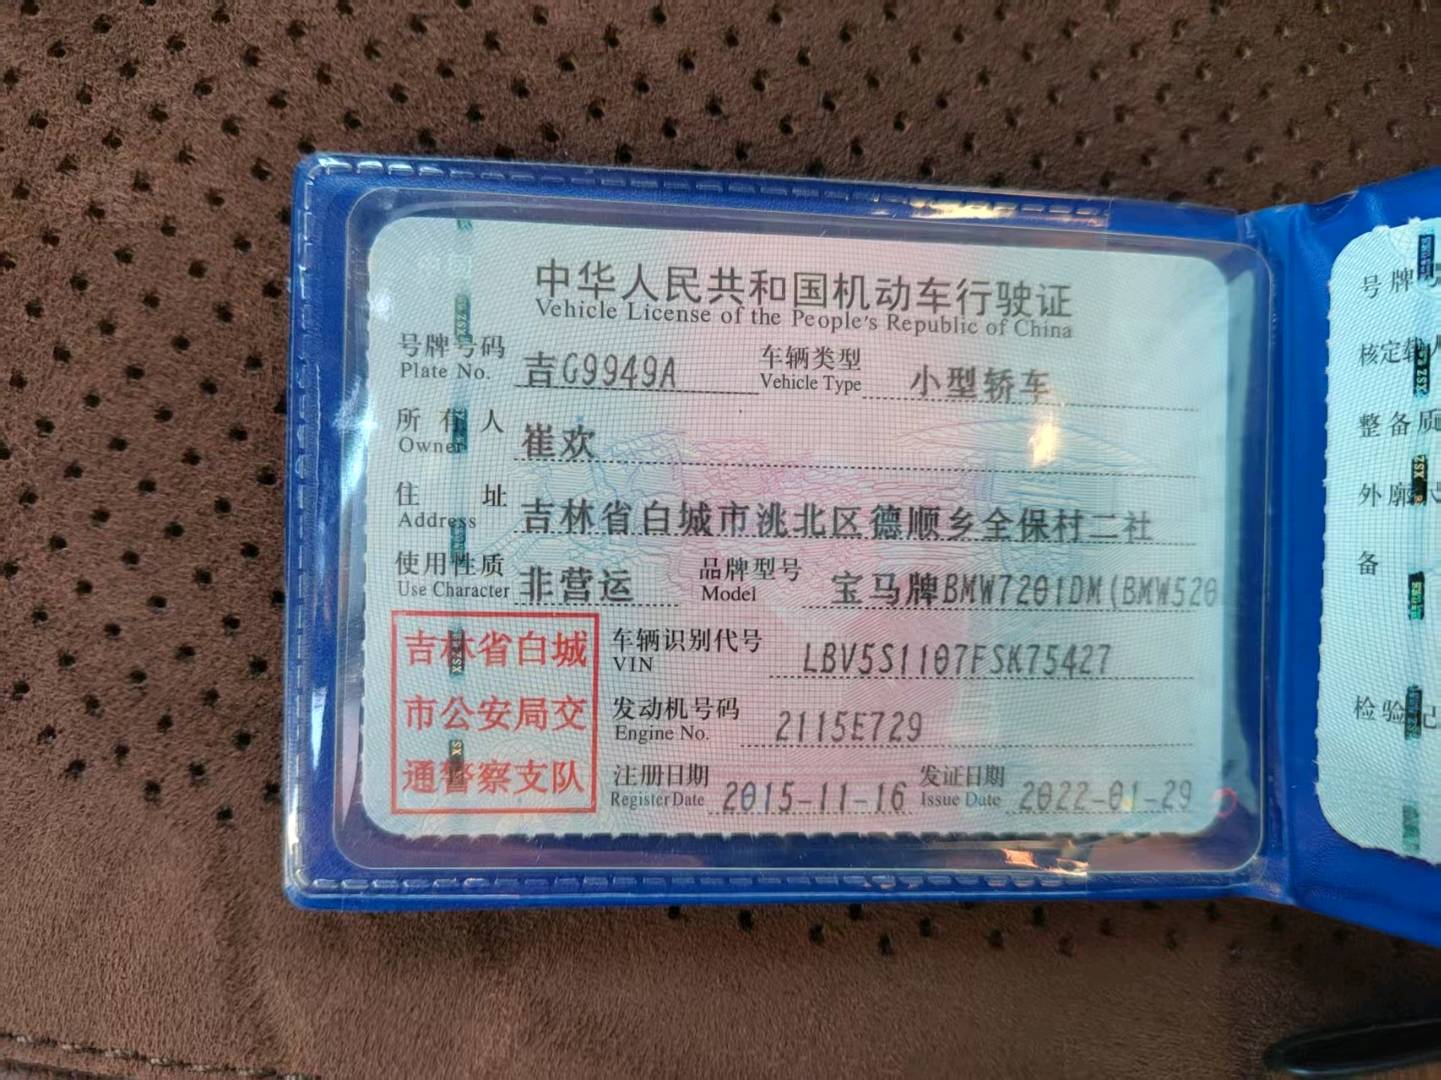 中华人民共和国机动车行驶证
Vehicle License of the People's Republic of China
号牌号码 吉G9949A 车辆类型 小型轿车
Plate No. Vehicle Type
所有人 崔欢
Owner
住址 吉林省白城市洮北区德顺乡全保村二社
Address
使用性质 非营运 品牌型号 宝马牌BMW7201DM(BMW520
Use Character Model
吉林省白城
市公安局交
通警察支队
车辆识别代号 LBV5S1107FSK75427
VIN
发动机号码 2115E729
Engine No.
注册日期 2015-11-16 发证日期 2022-01-29
Register Date Issue Date
号牌
核定载
整备质
外廓
备
检验记